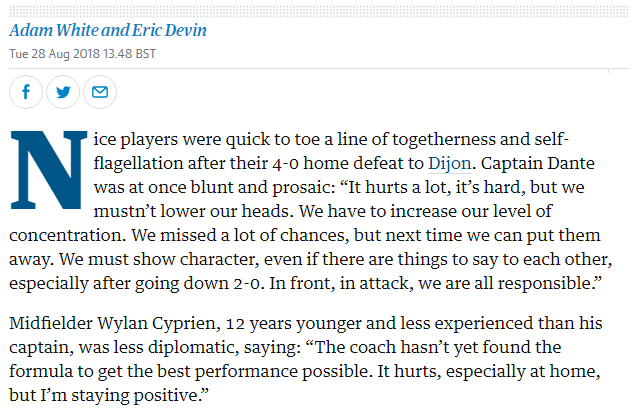 Adam White and Eric Devin
Tue 28 Aug 2018 13.48 BST
Nice players were quick to toe a line of togetherness and self-
flagellation after their 4-0 home defeat to Dijon. Captain Dante
was at once blunt and prosaic: “It hurts a lot, it’s hard, but we
mustn’t lower our heads. We have to increase our level of
concentration. We missed a lot of chances, but next time we can put them
away. We must show character, even if there are things to say to each other,
especially after going down 2-0. In front, in attack, we are all responsible.”
Midfielder Wylan Cyprien, 12 years younger and less experienced than his
captain, was less diplomatic, saying: “The coach hasn’t yet found the
formula to get the best performance possible. It hurts, especially at home,
but I’m staying positive.”